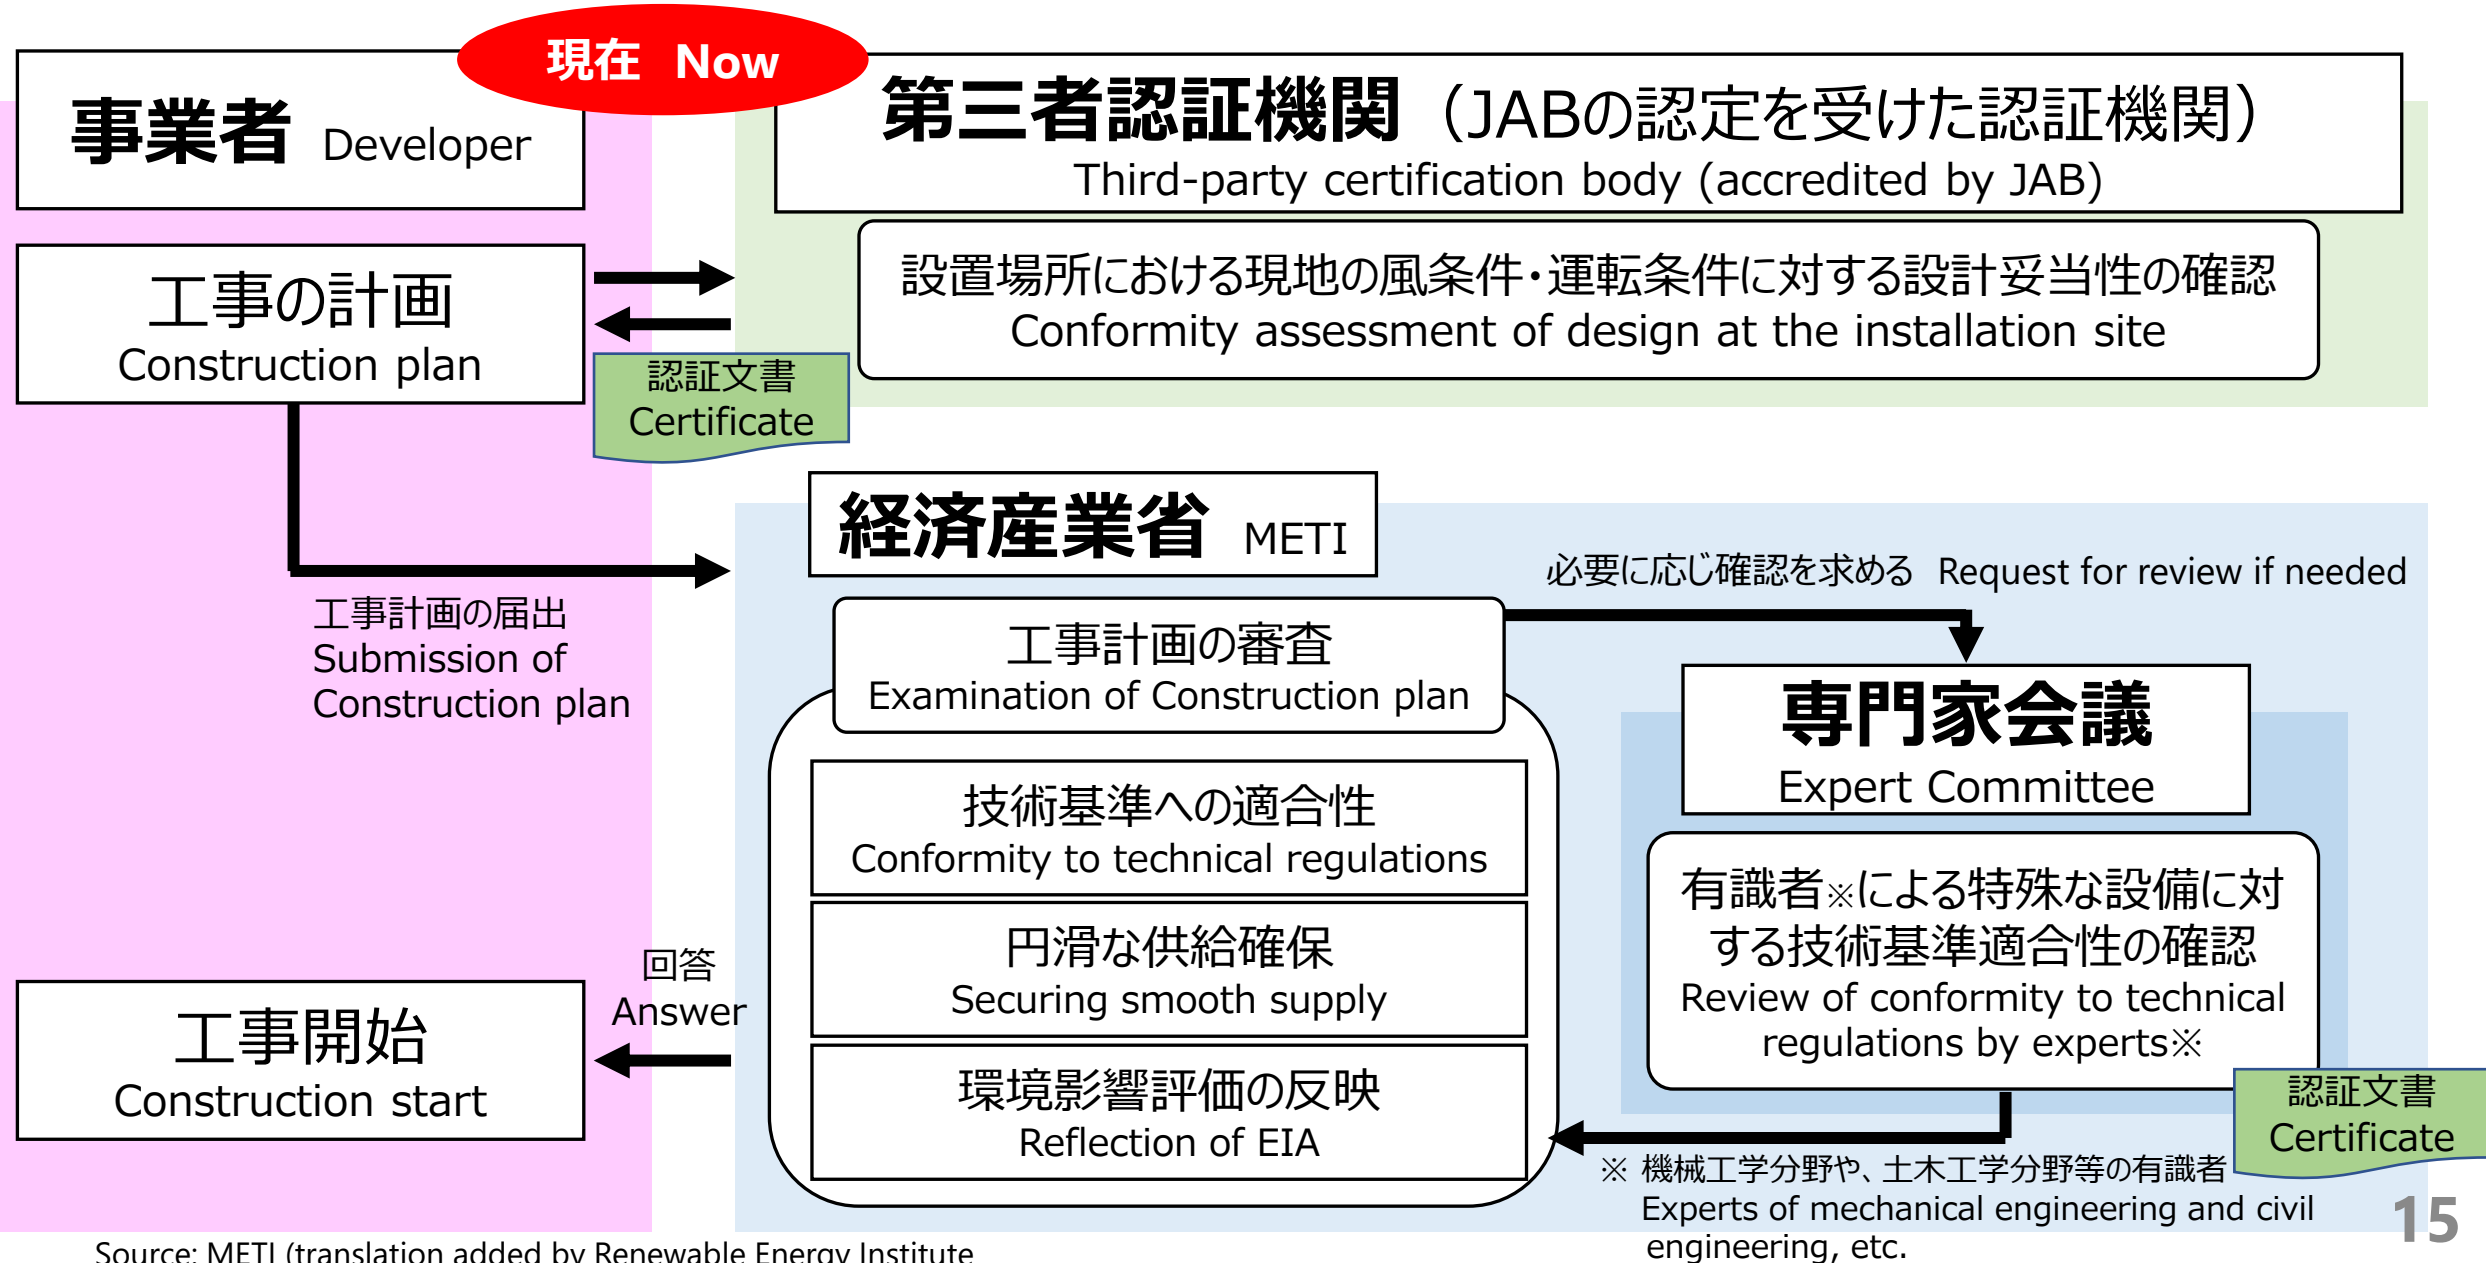 現在 Now
事業者 Developer
第三者認証機関（JABの認定を受けた認証機関）
Third-party certification body (accredited by JAB)
工事の計画
Construction plan
設置場所における現地の風条件・運転条件に対する設計妥当性の確認
Conformity assessment of design at the installation site
認証文書
Certificate
経済産業省 METI
必要に応じ確認を求める Request for review if needed
工事計画の届出
Submission of
Construction plan
工事計画の審査
Examination of Construction plan
専門家会議
Expert Committee
技術基準への適合性
Conformity to technical regulations
円滑な供給確保
Securing smooth supply
環境影響評価の反映
Reflection of EIA
有識者※による特殊な設備に対
する技術基準適合性の確認
Review of conformity to technical
regulations by experts※
回答
Answer
工事開始
Construction start
認証文書
Certificate
※ 機械工学分野や、土木工学分野等の有識者
Experts of mechanical engineering and civil
engineering, etc.
15
Source: METI (translation added by Renewable Energy Institute